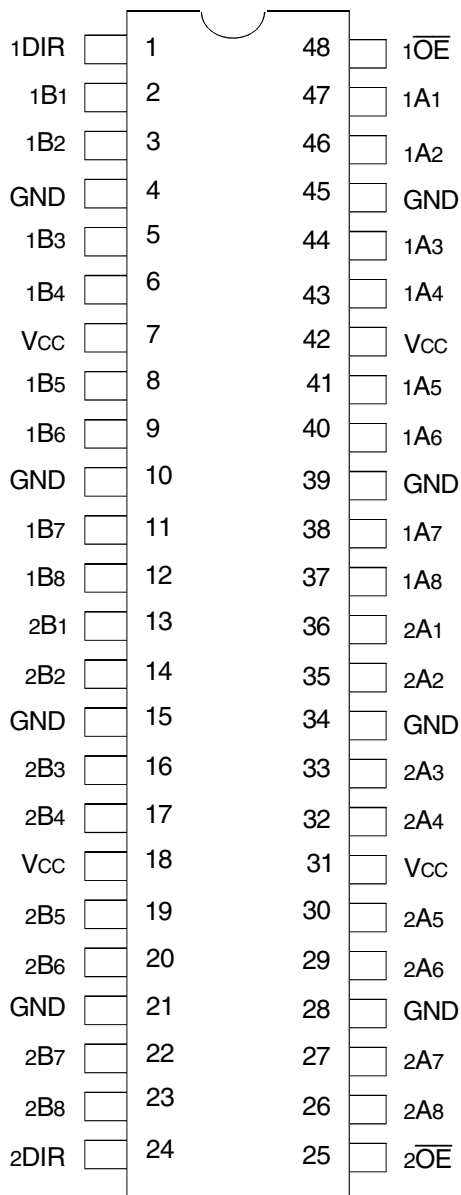 1DIR 1 48 1O̅E̅
1B1 2 47 1A1
1B2 3 46 1A2
GND 4 45 GND
1B3 5 44 1A3
1B4 6 43 1A4
VCC 7 42 VCC
1B5 8 41 1A5
1B6 9 40 1A6
GND 10 39 GND
1B7 11 38 1A7
1B8 12 37 1A8
2B1 13 36 2A1
2B2 14 35 2A2
GND 15 34 GND
2B3 16 33 2A3
2B4 17 32 2A4
VCC 18 31 VCC
2B5 19 30 2A5
2B6 20 29 2A6
GND 21 28 GND
2B7 22 27 2A7
2B8 23 26 2A8
2DIR 24 25 2O̅E̅